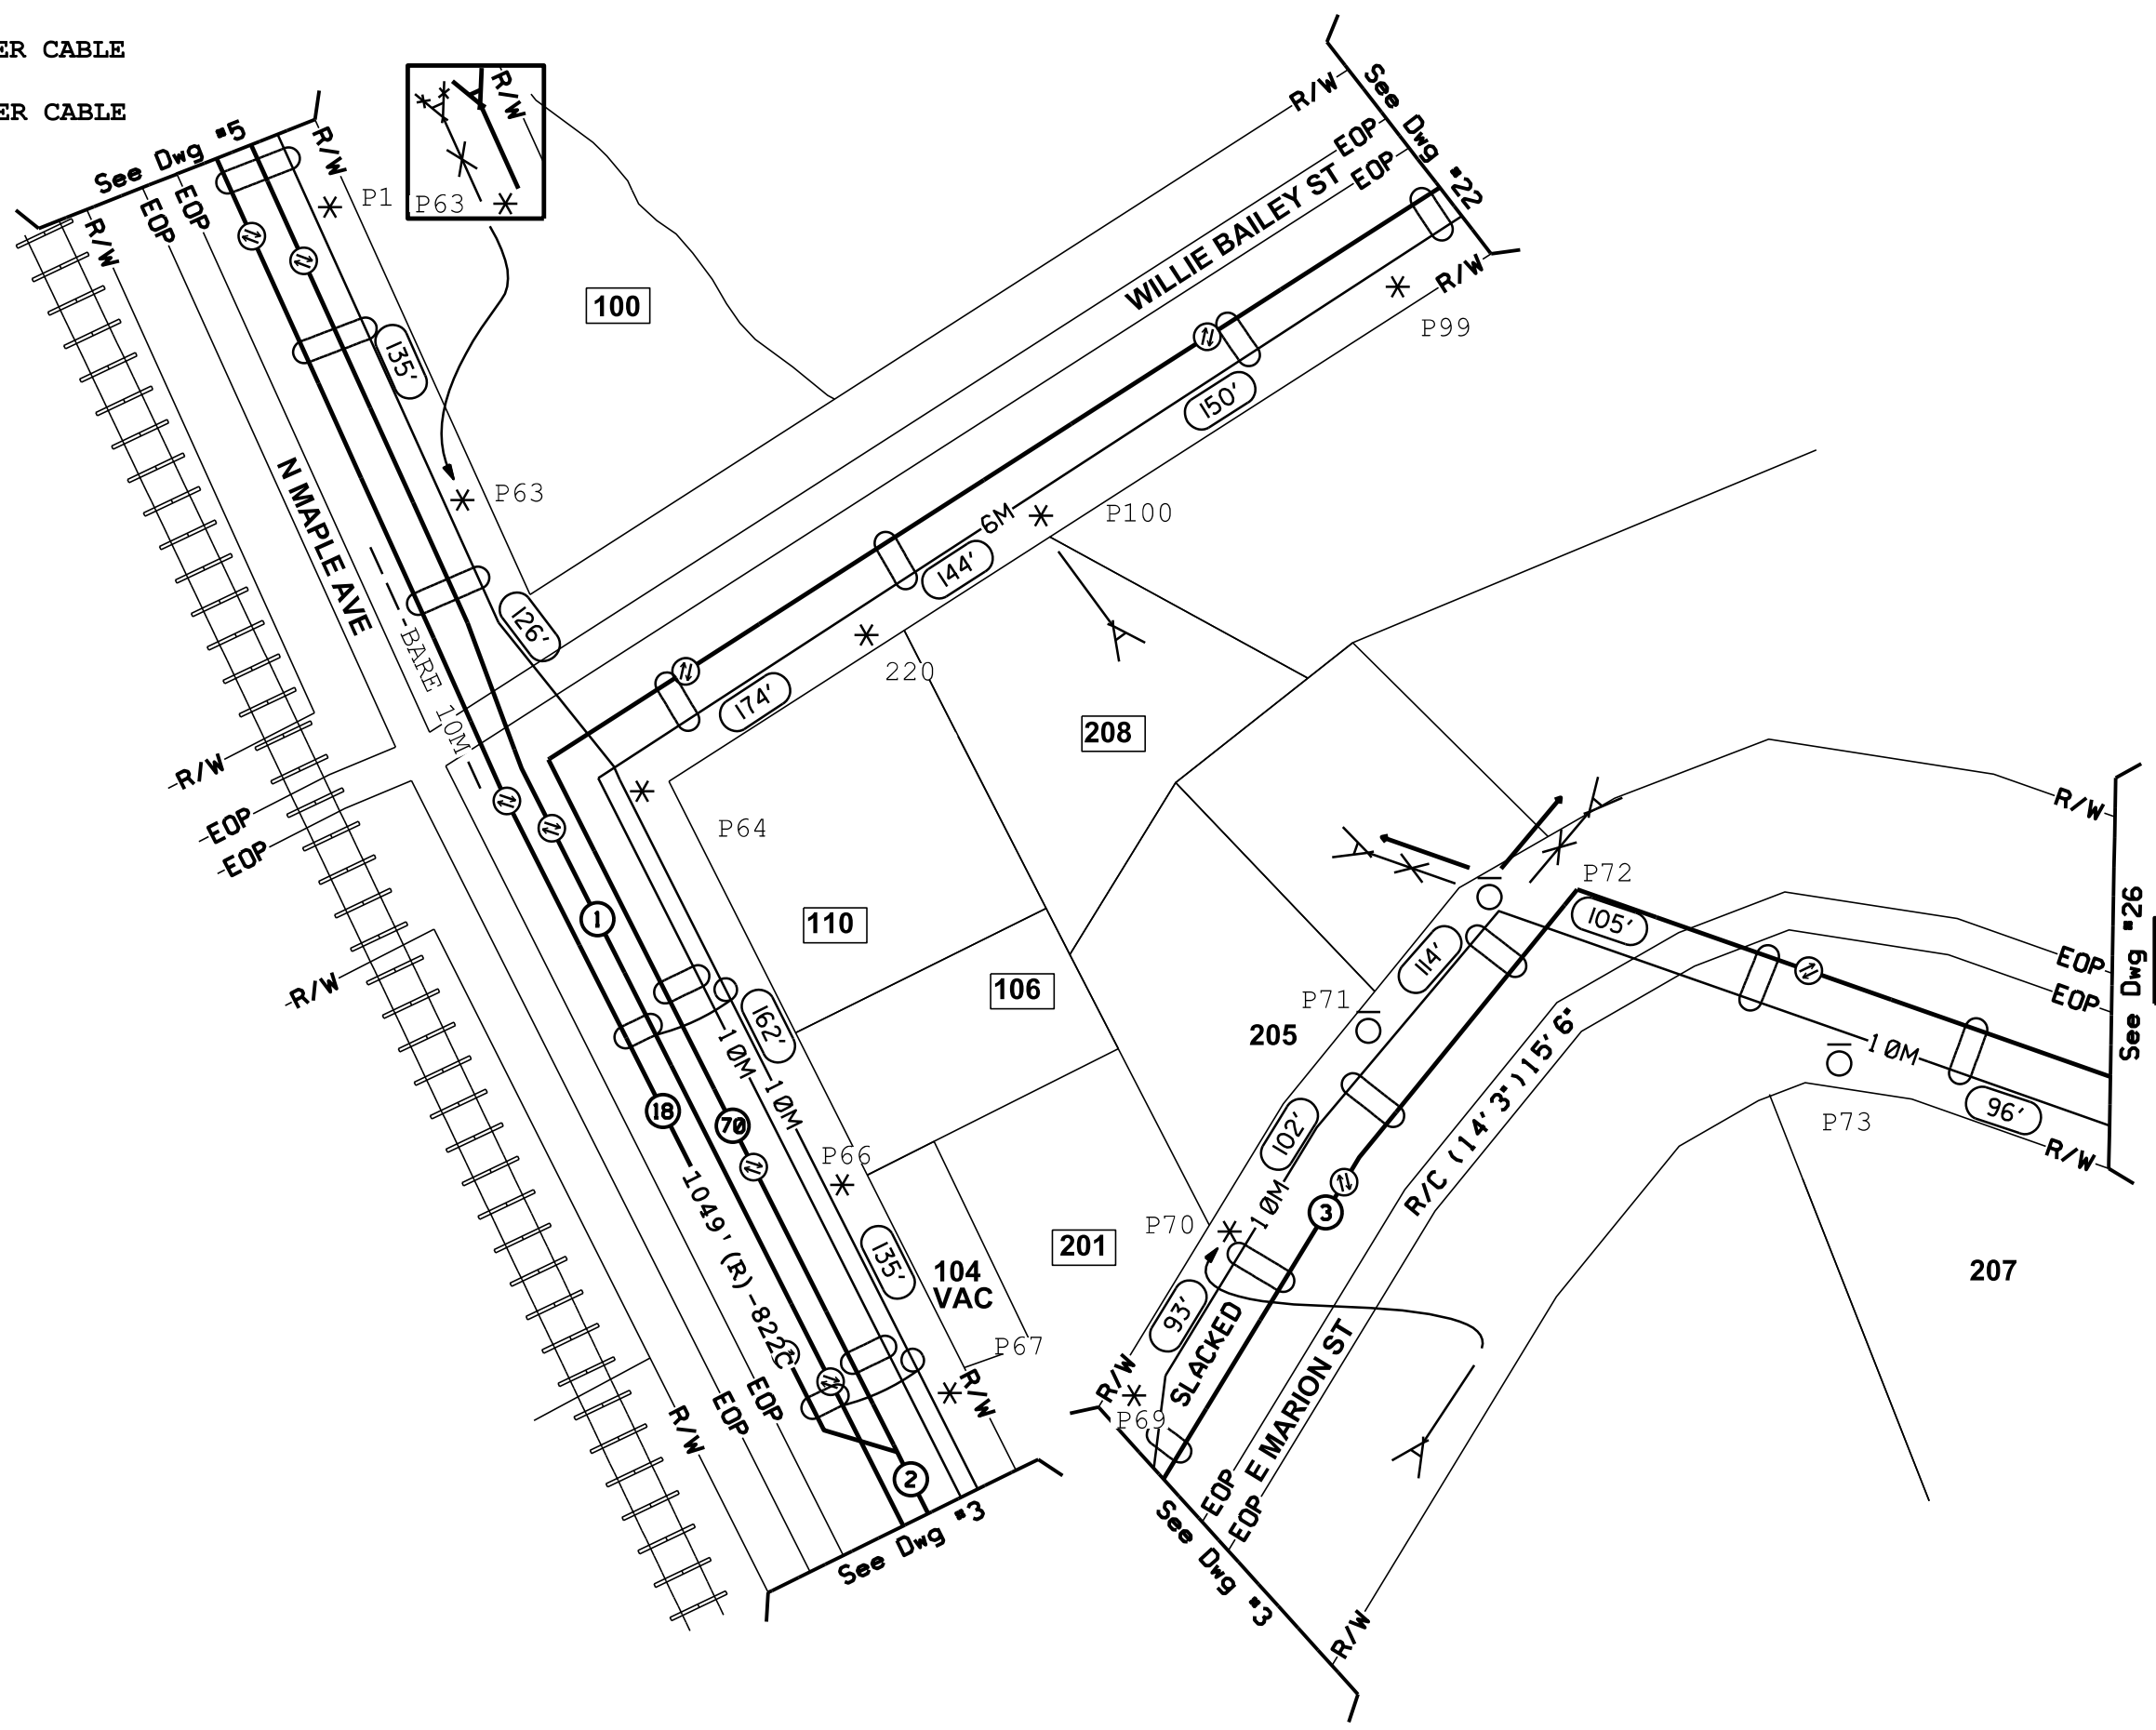 ER CABLE
ER CABLE
See Dwg #5
R/W
R/W
EOP
EOP
R/W
P1
P63
R/W
100
135'
N MAPLE AVE
P63
126'
-BARE 10M-
R/W
EOP
EOP
WILLIE BAILEY ST
See Dwg #22
R/W
P99
150'
6M
P100
144'
220
174'
208
P64
-R/W
-EOP
-EOP
-R/W
1
110
106
162'
10M
10M
18
70
P66
1049'(R)-822C
135'
104
VAC
201
P67
R/W
2
R/W
EOP
EOP
See Dwg #3
R/W
P72
105'
114'
P71
205
EOP
EOP
See Dwg #26
10M
96'
P73
R/W
R/C (14'3")15'6"
102'
10M
3
P70
93'
SLACKED
R/W
P69
E MARION ST
EOP
EOP
207
See Dwg #3
R/W